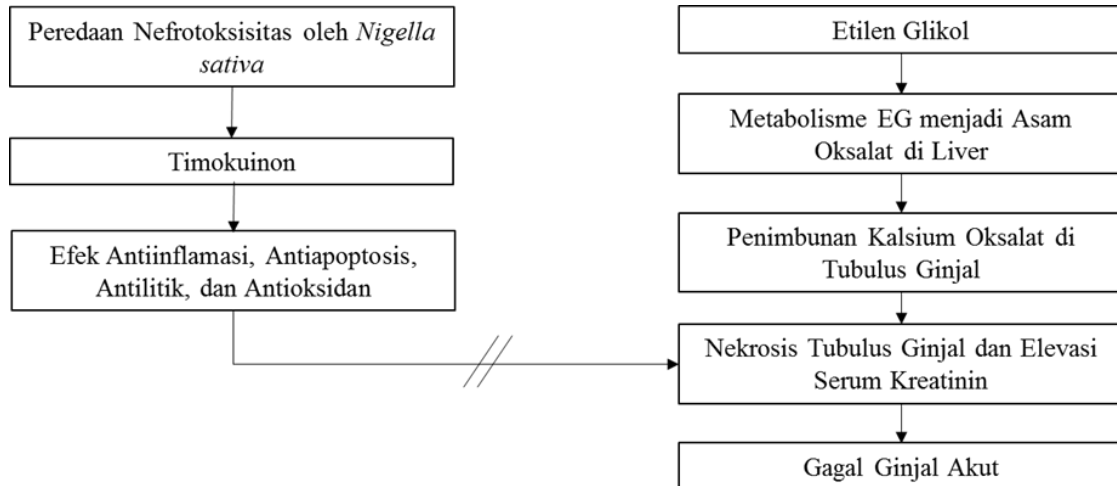 Peredaan Nefrotoksisitas oleh Nigella
sativa
Timokuinon
Efek Antiinflamasi, Antiapoptosis,
Antilitik, dan Antioksidan
Etilen Glikol
Metabolisme EG menjadi Asam
Oksalat di Liver
Penimbunan Kalsium Oksalat di
Tubulus Ginjal
Nekrosis Tubulus Ginjal dan Elevasi
Serum Kreatinin
Gagal Ginjal Akut